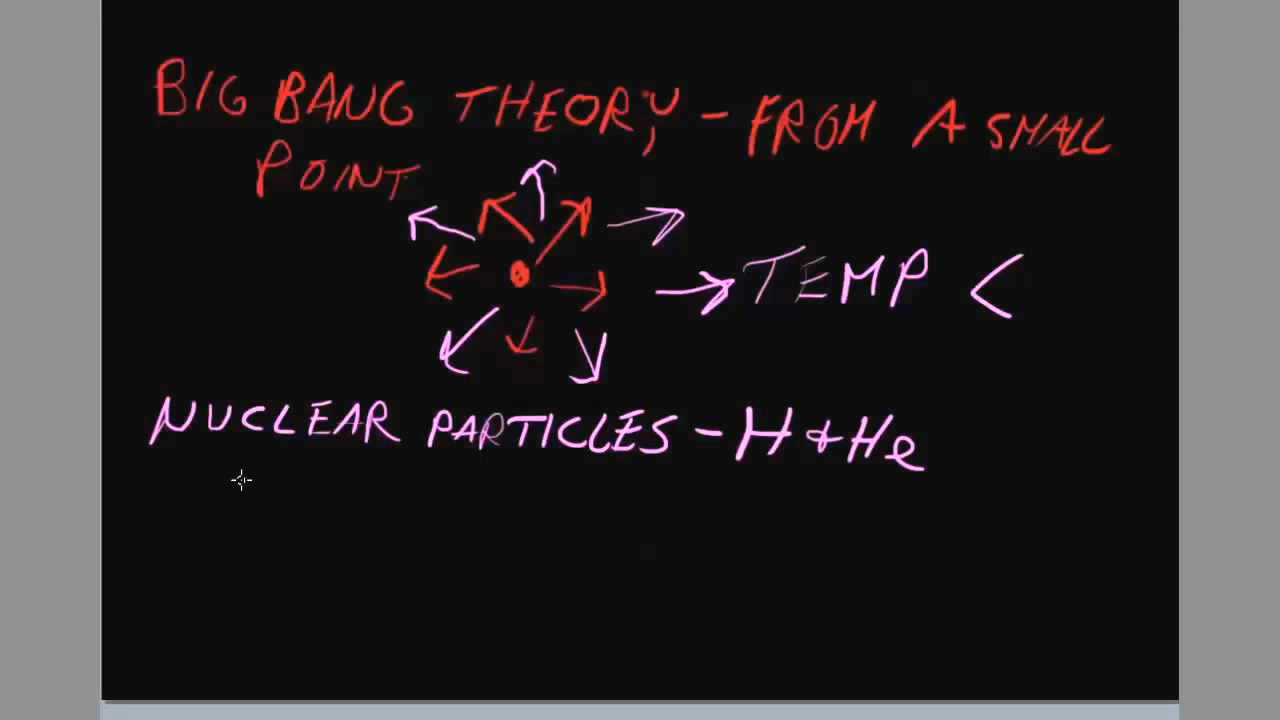 BIG BANG THEORY - FROM A SMALL
POINT
→ TEMP <
NUCLEAR PARTICLES - H & He